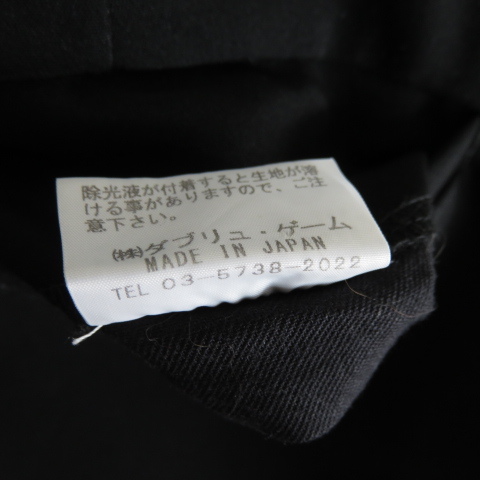 除光液が付着すると生地が溶
ける事がありますので、ご注
意下さい。
㈱ダブリュ・ゲーム
MADE IN JAPAN
TEL 03-5738-2022